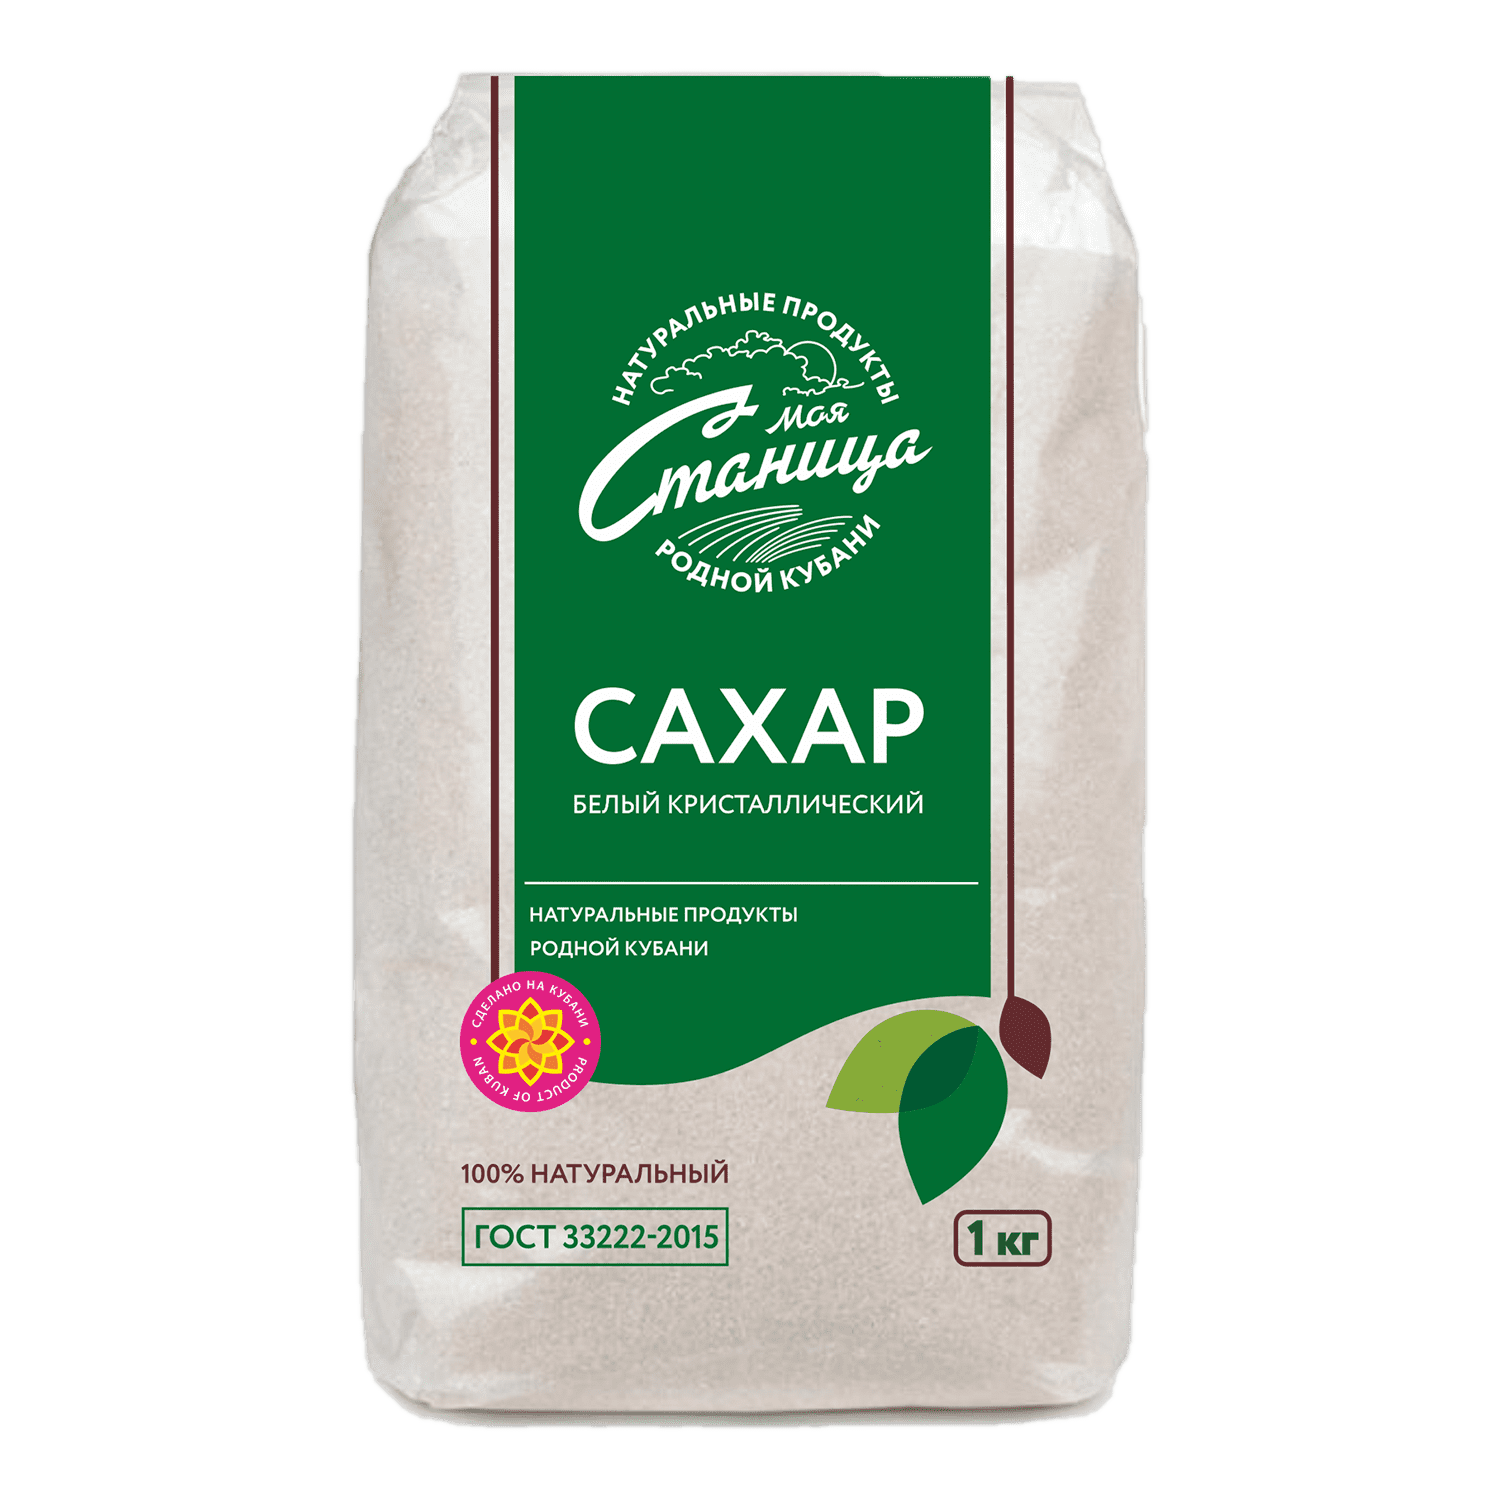 НАТУРАЛЬНЫЕ ПРОДУКТЫ
моя
Станица
РОДНОЙ КУБАНИ
САХАР
БЕЛЫЙ КРИСТАЛЛИЧЕСКИЙ
НАТУРАЛЬНЫЕ ПРОДУКТЫ
РОДНОЙ КУБАНИ
СДЕЛАНО НА КУБАНИ
PRODUCT OF KUBAN
100% НАТУРАЛЬНЫЙ
ГОСТ 33222-2015
1 кг